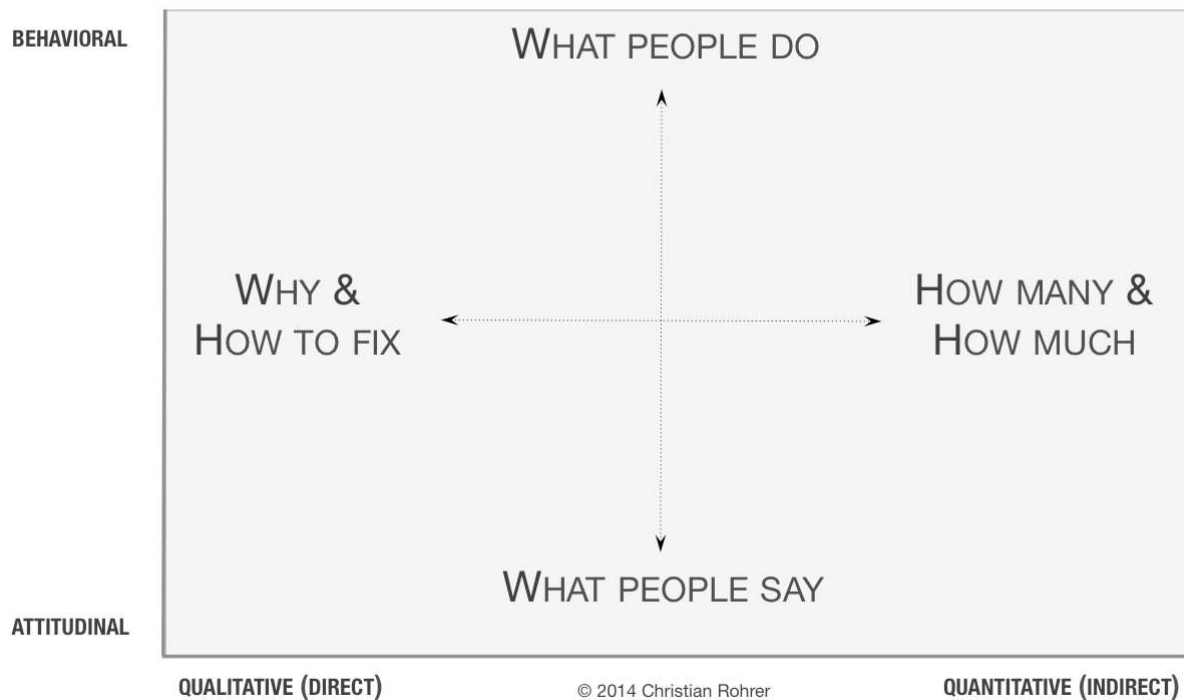 BEHAVIORAL
WHAT PEOPLE DO
WHY &
HOW TO FIX
HOW MANY &
HOW MUCH
WHAT PEOPLE SAY
ATTITUDINAL
QUALITATIVE (DIRECT)
© 2014 Christian Rohrer
QUANTITATIVE (INDIRECT)